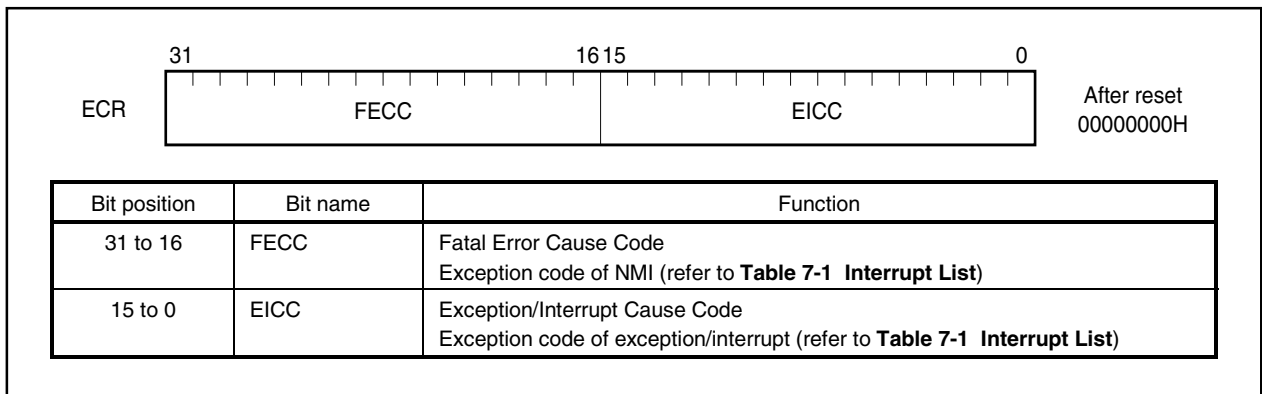 31 16 15 0
ECR FECC EICC After reset
00000000H
Bit position Bit name Function
31 to 16 FECC Fatal Error Cause Code
Exception code of NMI (refer to Table 7-1 Interrupt List)
15 to 0 EICC Exception/Interrupt Cause Code
Exception code of exception/interrupt (refer to Table 7-1 Interrupt List)